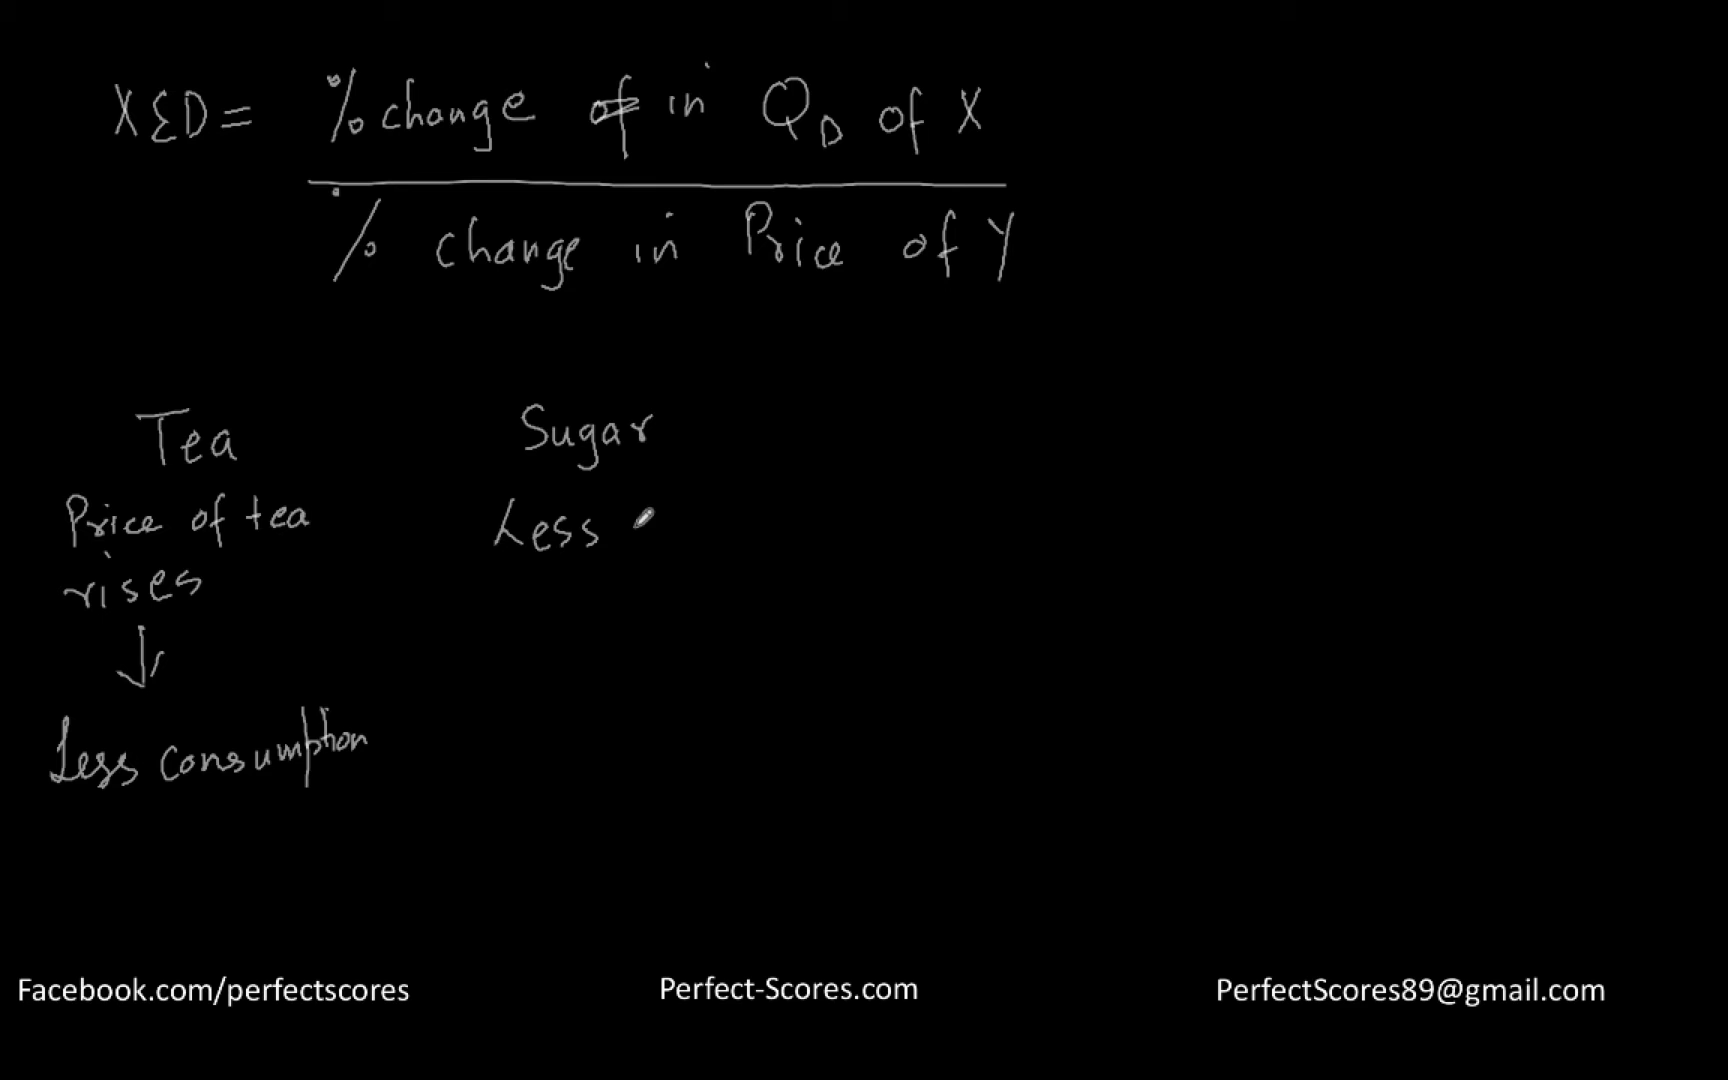 XED = % change of in QD of X
% change in Price of Y
Tea
Sugar
Price of tea
rises
Less
↓
Less consumption
Facebook.com/perfectscores
Perfect-Scores.com
PerfectScores89@gmail.com